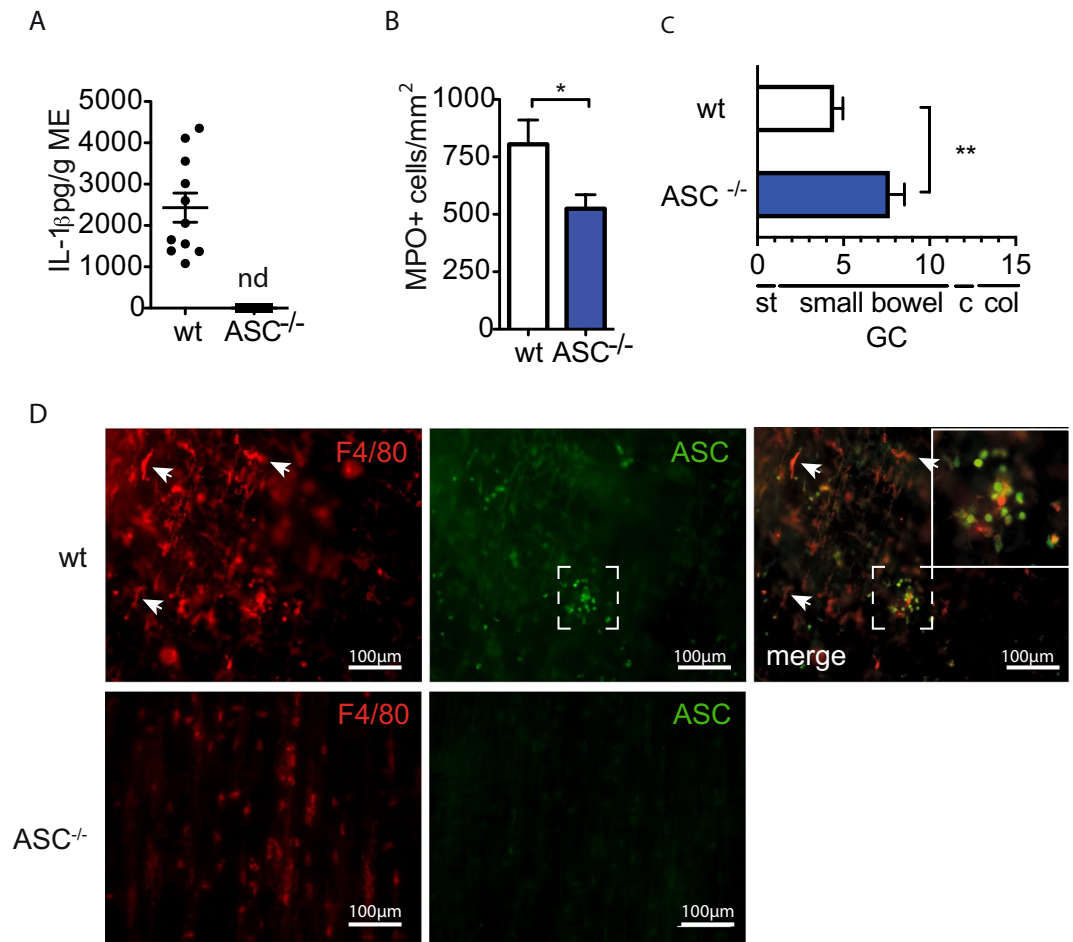 A
IL-1βpg/g ME
5000
4000
3000
2000
1000
0
nd
wt ASC-/-
B
MPO+ cells/mm2
1000
750
500
250
0
*
wt ASC-/-
C
wt
ASC -/-
**
0 5 10 15
st small bowel c col
GC
D
wt
F4/80
100µm
ASC
100µm
merge
100µm
ASC-/-
F4/80
100µm
ASC
100µm